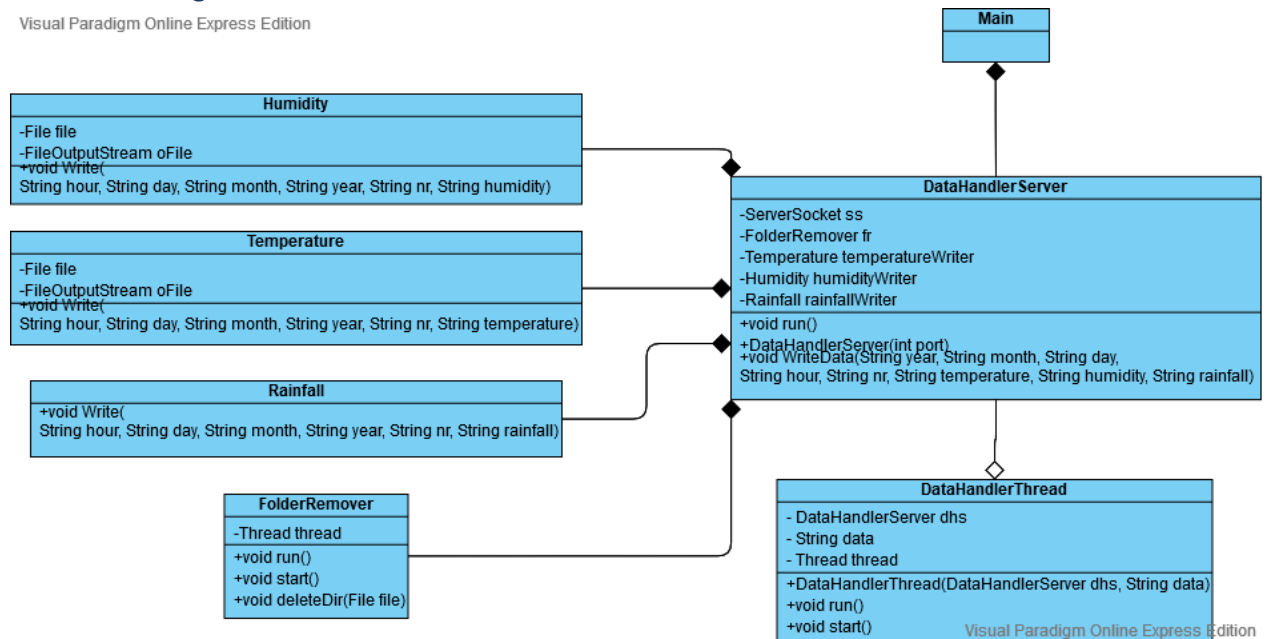 Visual Paradigm Online Express Edition
Main
Humidity
-File file
-FileOutputStream oFile
+void Write(
String hour, String day, String month, String year, String nr, String humidity)
Temperature
-File file
-FileOutputStream oFile
+void Write(
String hour, String day, String month, String year, String nr, String temperature)
Rainfall
+void Write(
String hour, String day, String month, String year, String nr, String rainfall)
FolderRemover
-Thread thread
+void run()
+void start()
+void deleteDir(File file)
DataHandlerServer
-ServerSocket ss
-FolderRemover fr
-Temperature temperatureWriter
-Humidity humidityWriter
-Rainfall rainfallWriter
+void run()
+DataHandlerServer(int port)
+void WriteData(String year, String month, String day,
String hour, String nr, String temperature, String humidity, String rainfall)
DataHandlerThread
- DataHandlerServer dhs
- String data
- Thread thread
+DataHandlerThread(DataHandlerServer dhs, String data)
+void run()
+void start()
Visual Paradigm Online Express Edition